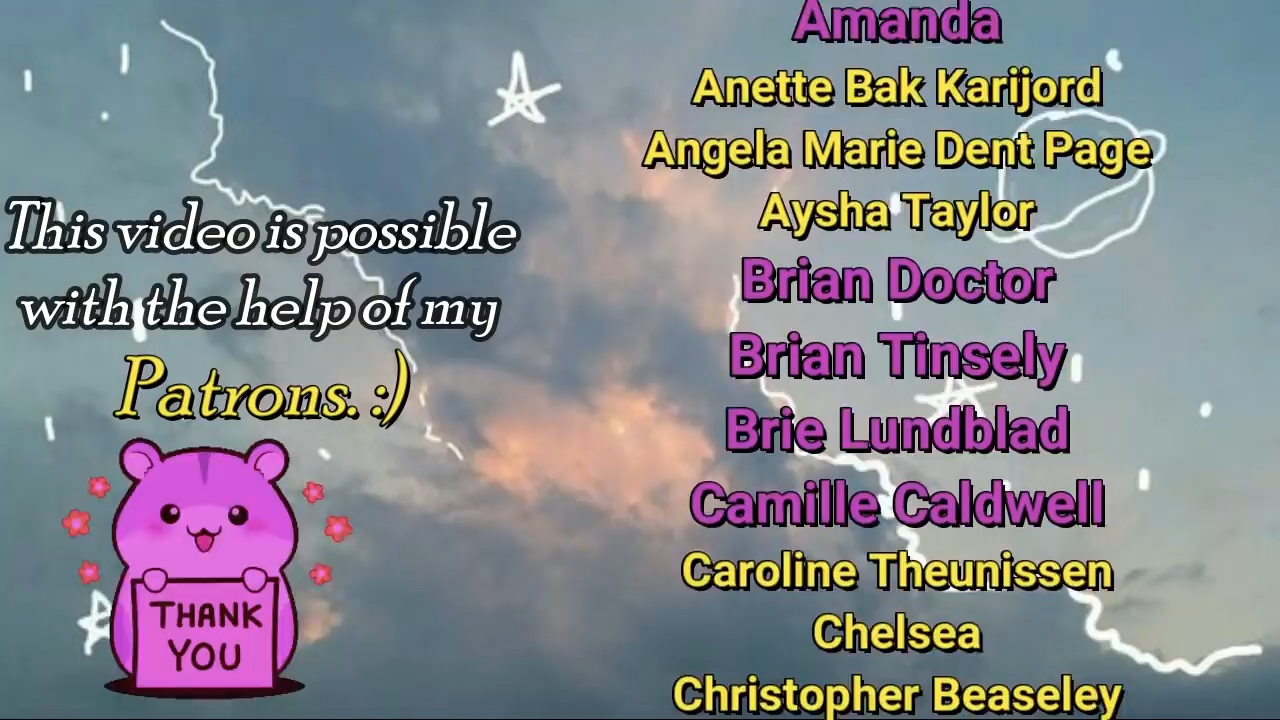 This video is possible
with the help of my
Patrons. :)
THANK
YOU
Amanda
Anette Bak Karijord
Angela Marie Dent Page
Aysha Taylor
Brian Doctor
Brian Tinsely
Brie Lundblad
Camille Caldwell
Caroline Theunissen
Chelsea
Christopher Beaseley